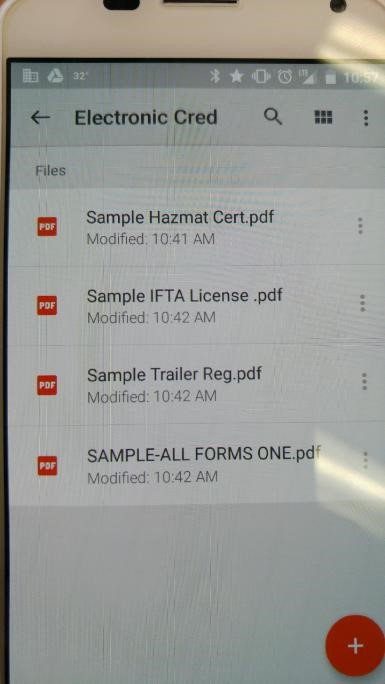 32°
LTE
10:57
Electronic Cred
Files
PDF
Sample Hazmat Cert.pdf
Modified: 10:41 AM
PDF
Sample IFTA License .pdf
Modified: 10:42 AM
PDF
Sample Trailer Reg.pdf
Modified: 10:42 AM
PDF
SAMPLE-ALL FORMS ONE.pdf
Modified: 10:42 AM